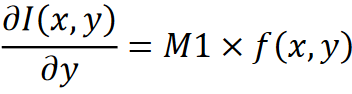 ∂I(x, y)/∂y = M1 × f(x, y)